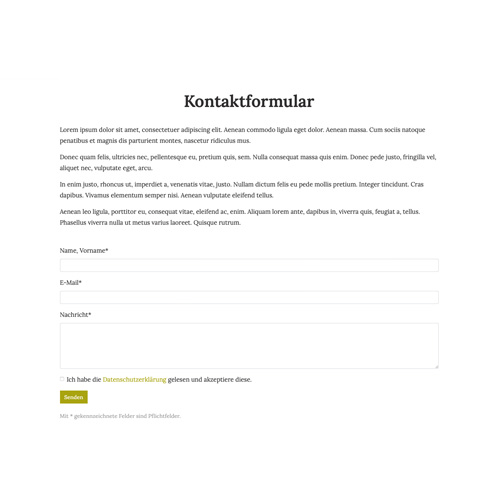 Kontaktformular
Lorem ipsum dolor sit amet, consectetuer adipiscing elit. Aenean commodo ligula eget dolor. Aenean massa. Cum sociis natoque
penatibus et magnis dis parturient montes, nascetur ridiculus mus.
Donec quam felis, ultricies nec, pellentesque eu, pretium quis, sem. Nulla consequat massa quis enim. Donec pede justo, fringilla vel,
aliquet nec, vulputate eget, arcu.
In enim justo, rhoncus ut, imperdiet a, venenatis vitae, justo. Nullam dictum felis eu pede mollis pretium. Integer tincidunt. Cras
dapibus. Vivamus elementum semper nisi. Aenean vulputate eleifend tellus.
Aenean leo ligula, porttitor eu, consequat vitae, eleifend ac, enim. Aliquam lorem ante, dapibus in, viverra quis, feugiat a, tellus.
Phasellus viverra nulla ut metus varius laoreet. Quisque rutrum.
Name, Vorname*
E-Mail*
Nachricht*
Ich habe die Datenschutzerklärung gelesen und akzeptiere diese.
Senden
Mit * gekennzeichnete Felder sind Pflichtfelder.